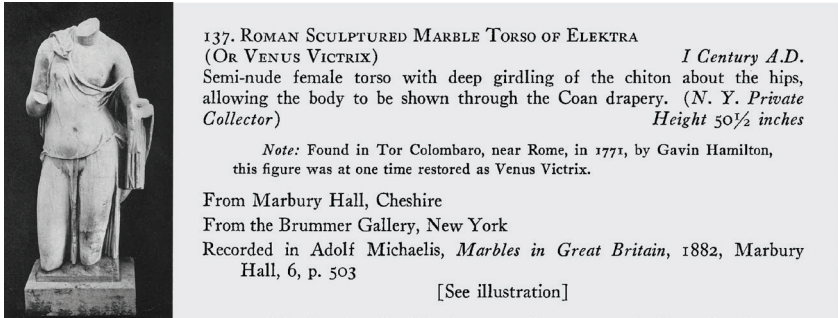 137. ROMAN SCULPTURED MARBLE TORSO OF ELEKTRA
(OR VENUS VICTRIX) I Century A.D.
Semi-nude female torso with deep girdling of the chiton about the hips,
allowing the body to be shown through the Coan drapery. (N. Y. Private
Collector) Height 50½ inches
Note: Found in Tor Colombaro, near Rome, in 1771, by Gavin Hamilton,
this figure was at one time restored as Venus Victrix.
From Marbury Hall, Cheshire
From the Brummer Gallery, New York
Recorded in Adolf Michaelis, Marbles in Great Britain, 1882, Marbury
Hall, 6, p. 503
[See illustration]